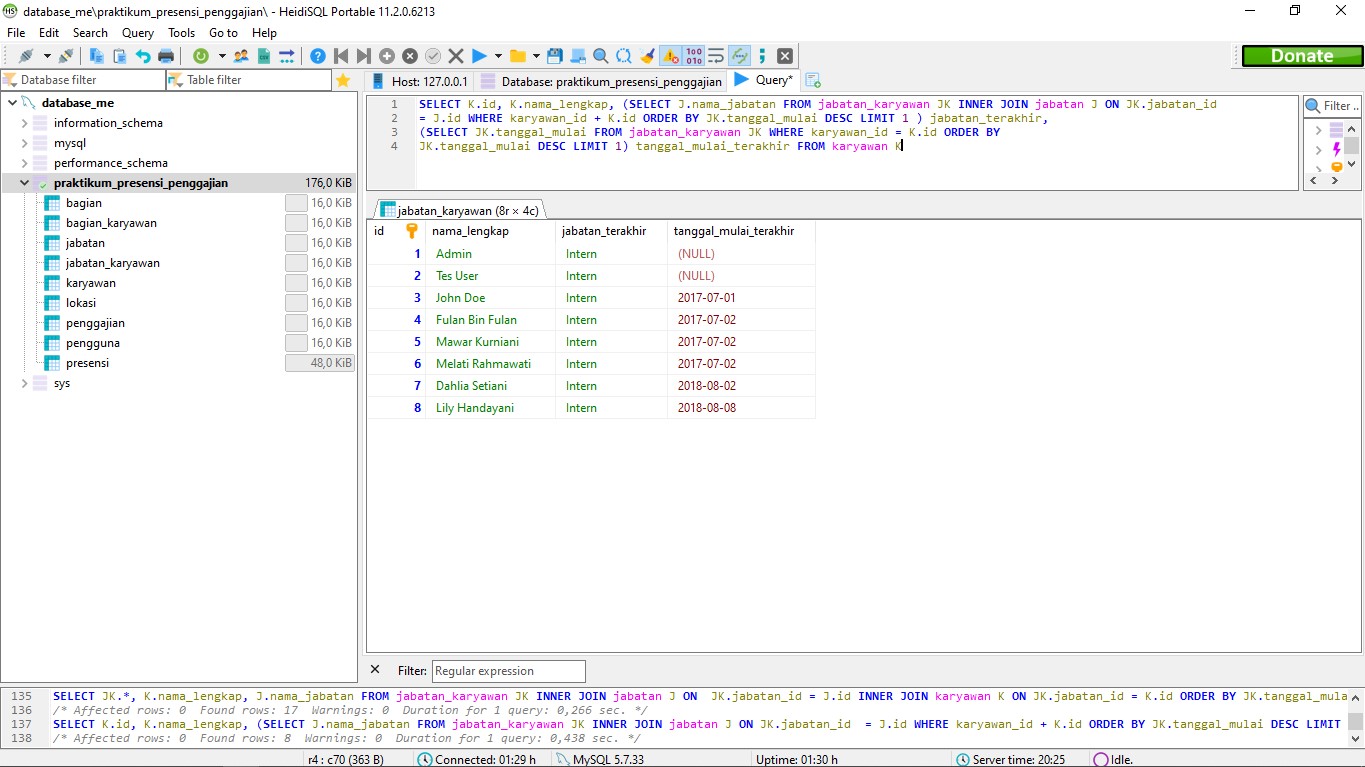 database_me\praktikum_presensi_penggajian\ - HeidiSQL Portable 11.2.0.6213
File Edit Search Query Tools Go to Help
Donate
Database filter Table filter Host: 127.0.0.1 Database: praktikum_presensi_penggajian Query*
database_me
information_schema
mysql
performance_schema
praktikum_presensi_penggajian 176,0 KiB
bagian 16,0 KiB
bagian_karyawan 16,0 KiB
jabatan 16,0 KiB
jabatan_karyawan 16,0 KiB
karyawan 16,0 KiB
lokasi 16,0 KiB
penggajian 16,0 KiB
pengguna 16,0 KiB
presensi 48,0 KiB
sys
1 SELECT K.id, K.nama_lengkap, (SELECT J.nama_jabatan FROM jabatan_karyawan JK INNER JOIN jabatan J ON JK.jabatan_id
2 = J.id WHERE karyawan_id + K.id ORDER BY JK.tanggal_mulai DESC LIMIT 1 ) jabatan_terakhir,
3 (SELECT JK.tanggal_mulai FROM jabatan_karyawan JK WHERE karyawan_id = K.id ORDER BY
4 JK.tanggal_mulai DESC LIMIT 1) tanggal_mulai_terakhir FROM karyawan K
Filter ..
jabatan_karyawan (8r × 4c)
id nama_lengkap jabatan_terakhir tanggal_mulai_terakhir
1 Admin Intern (NULL)
2 Tes User Intern (NULL)
3 John Doe Intern 2017-07-01
4 Fulan Bin Fulan Intern 2017-07-02
5 Mawar Kurniani Intern 2017-07-02
6 Melati Rahmawati Intern 2017-07-02
7 Dahlia Setiani Intern 2018-08-02
8 Lily Handayani Intern 2018-08-08
Filter: Regular expression
135 SELECT JK.*, K.nama_lengkap, J.nama_jabatan FROM jabatan_karyawan JK INNER JOIN jabatan J ON JK.jabatan_id = J.id INNER JOIN karyawan K ON JK.jabatan_id = K.id ORDER BY JK.tanggal_mula
136 /* Affected rows: 0 Found rows: 17 Warnings: 0 Duration for 1 query: 0,266 sec. */
137 SELECT K.id, K.nama_lengkap, (SELECT J.nama_jabatan FROM jabatan_karyawan JK INNER JOIN jabatan J ON JK.jabatan_id = J.id WHERE karyawan_id + K.id ORDER BY JK.tanggal_mulai DESC LIMIT
138 /* Affected rows: 0 Found rows: 8 Warnings: 0 Duration for 1 query: 0,438 sec. */
r4 : c70 (363 B) Connected: 01:29 h MySQL 5.7.33 Uptime: 01:30 h Server time: 20:25 Idle.